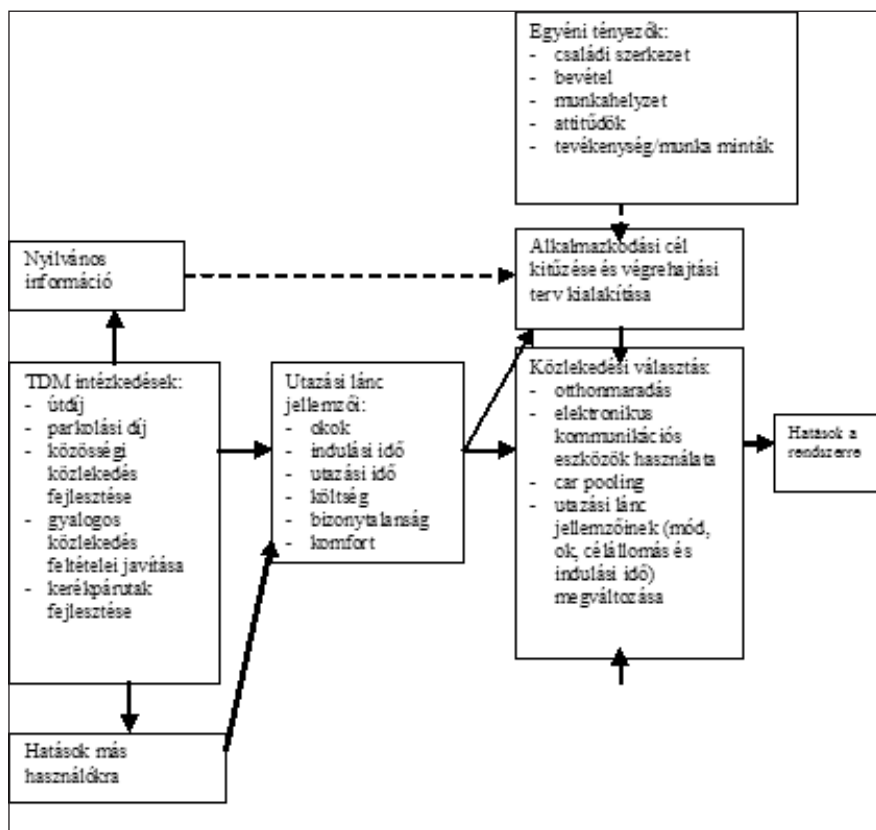 Egyéni tényezők:
- családi szerkezet
- bevétel
- munkahelyzet
- attitűdök
- tevékenység/munka minták
Nyilvános
információ
Alkalmazkodási cél
kitűzése és végrehajtási
terv kialakítása
TDM intézkedések:
- útdíj
- parkolási díj
- közösségi
közlekedés
fejlesztése
- gyalogos
közlekedés
feltételei javítása
- kerékpárutak
fejlesztése
Utazási lánc
jellemzői:
- okok
- indulási idő
- utazási idő
- költség
- bizonytalanság
- komfort
Közlekedési választás:
- otthonmaradás
- elektronikus
kommunikációs
eszközök használata
- car pooling
- utazási lánc
jellemzőinek (mód,
ok, célállomás és
indulási idő)
megváltozása
Hatások a
rendszerre
Hatások más
használókra